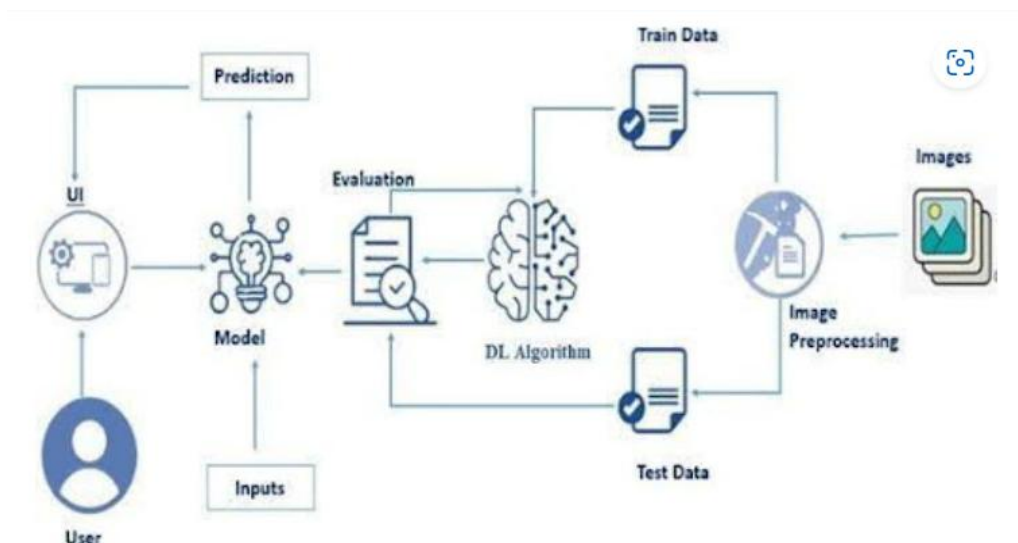 Train Data
Prediction
Images
Evaluation
UI
Image
Preprocessing
Model
DL Algorithm
Test Data
Inputs
User